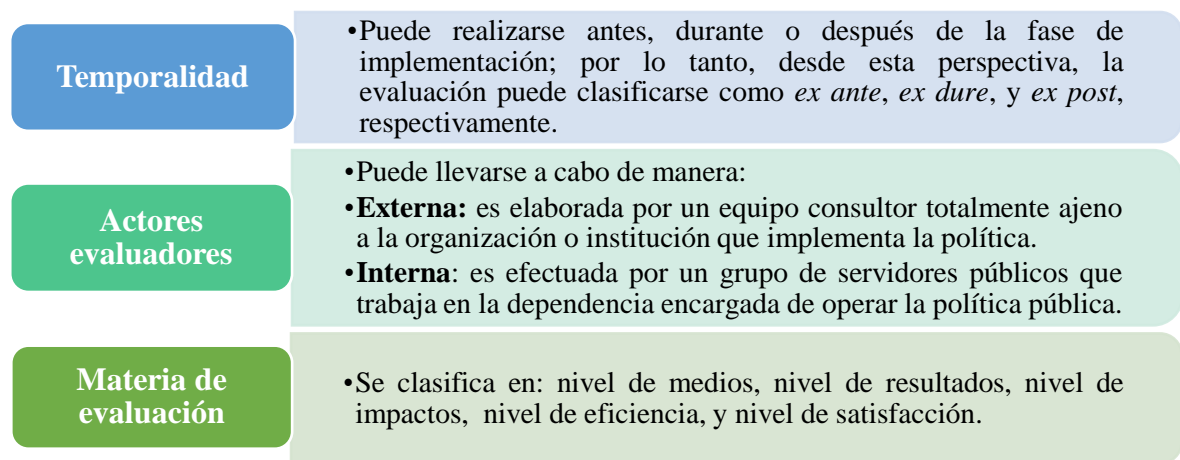 Temporalidad
•Puede realizarse antes, durante o después de la fase de
implementación; por lo tanto, desde esta perspectiva, la
evaluación puede clasificarse como ex ante, ex dure, y ex post,
respectivamente.
Actores
evaluadores
•Puede llevarse a cabo de manera:
•Externa: es elaborada por un equipo consultor totalmente ajeno
a la organización o institución que implementa la política.
•Interna: es efectuada por un grupo de servidores públicos que
trabaja en la dependencia encargada de operar la política pública.
Materia de
evaluación
•Se clasifica en: nivel de medios, nivel de resultados, nivel de
impactos, nivel de eficiencia, y nivel de satisfacción.